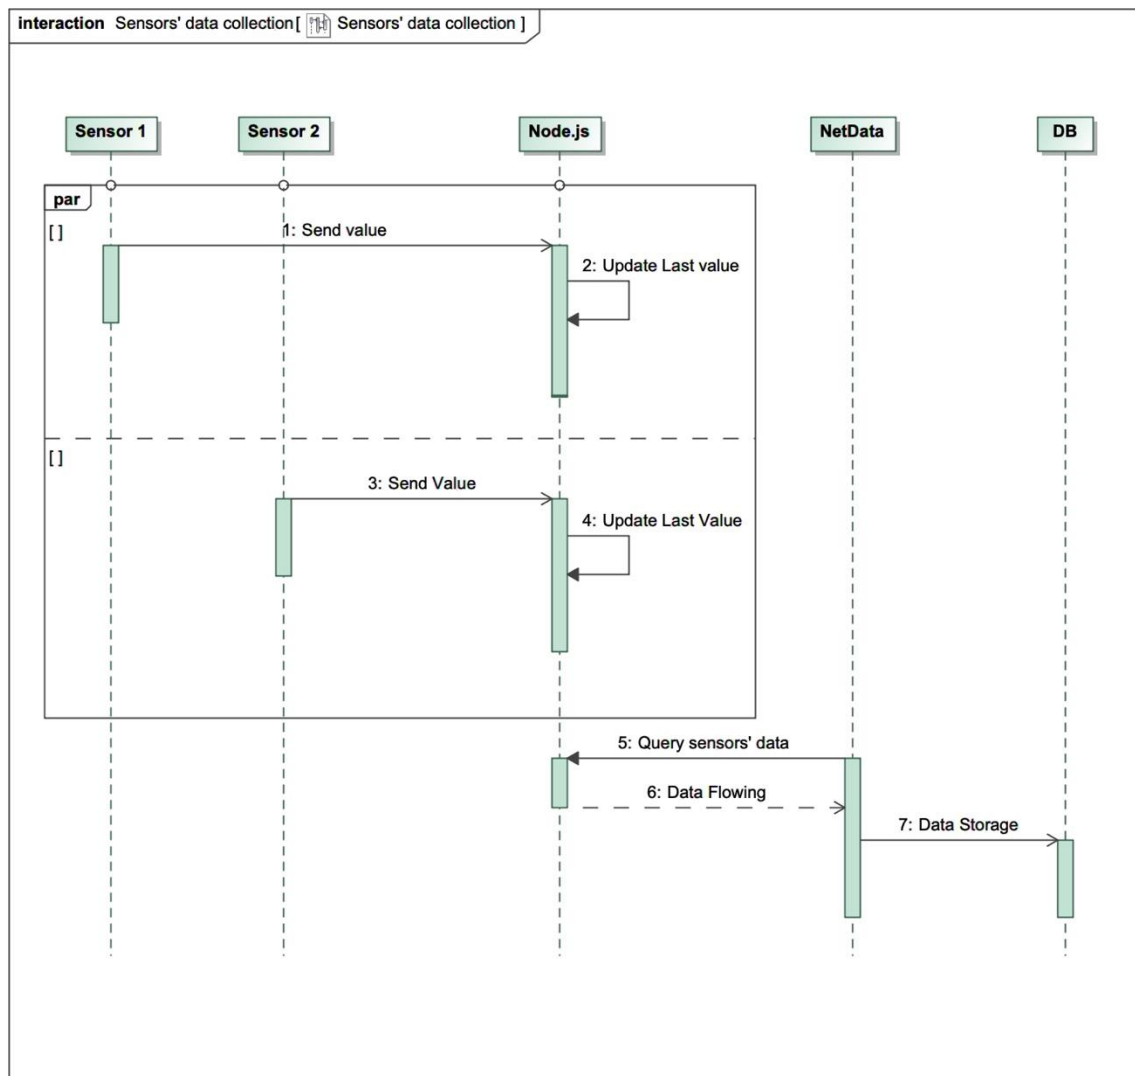 interaction Sensors' data collection[ Sensors' data collection ]
Sensor 1 Sensor 2 Node.js NetData DB
par
[ ]
1: Send value
2: Update Last value
[ ]
3: Send Value
4: Update Last Value
5: Query sensors' data
6: Data Flowing
7: Data Storage